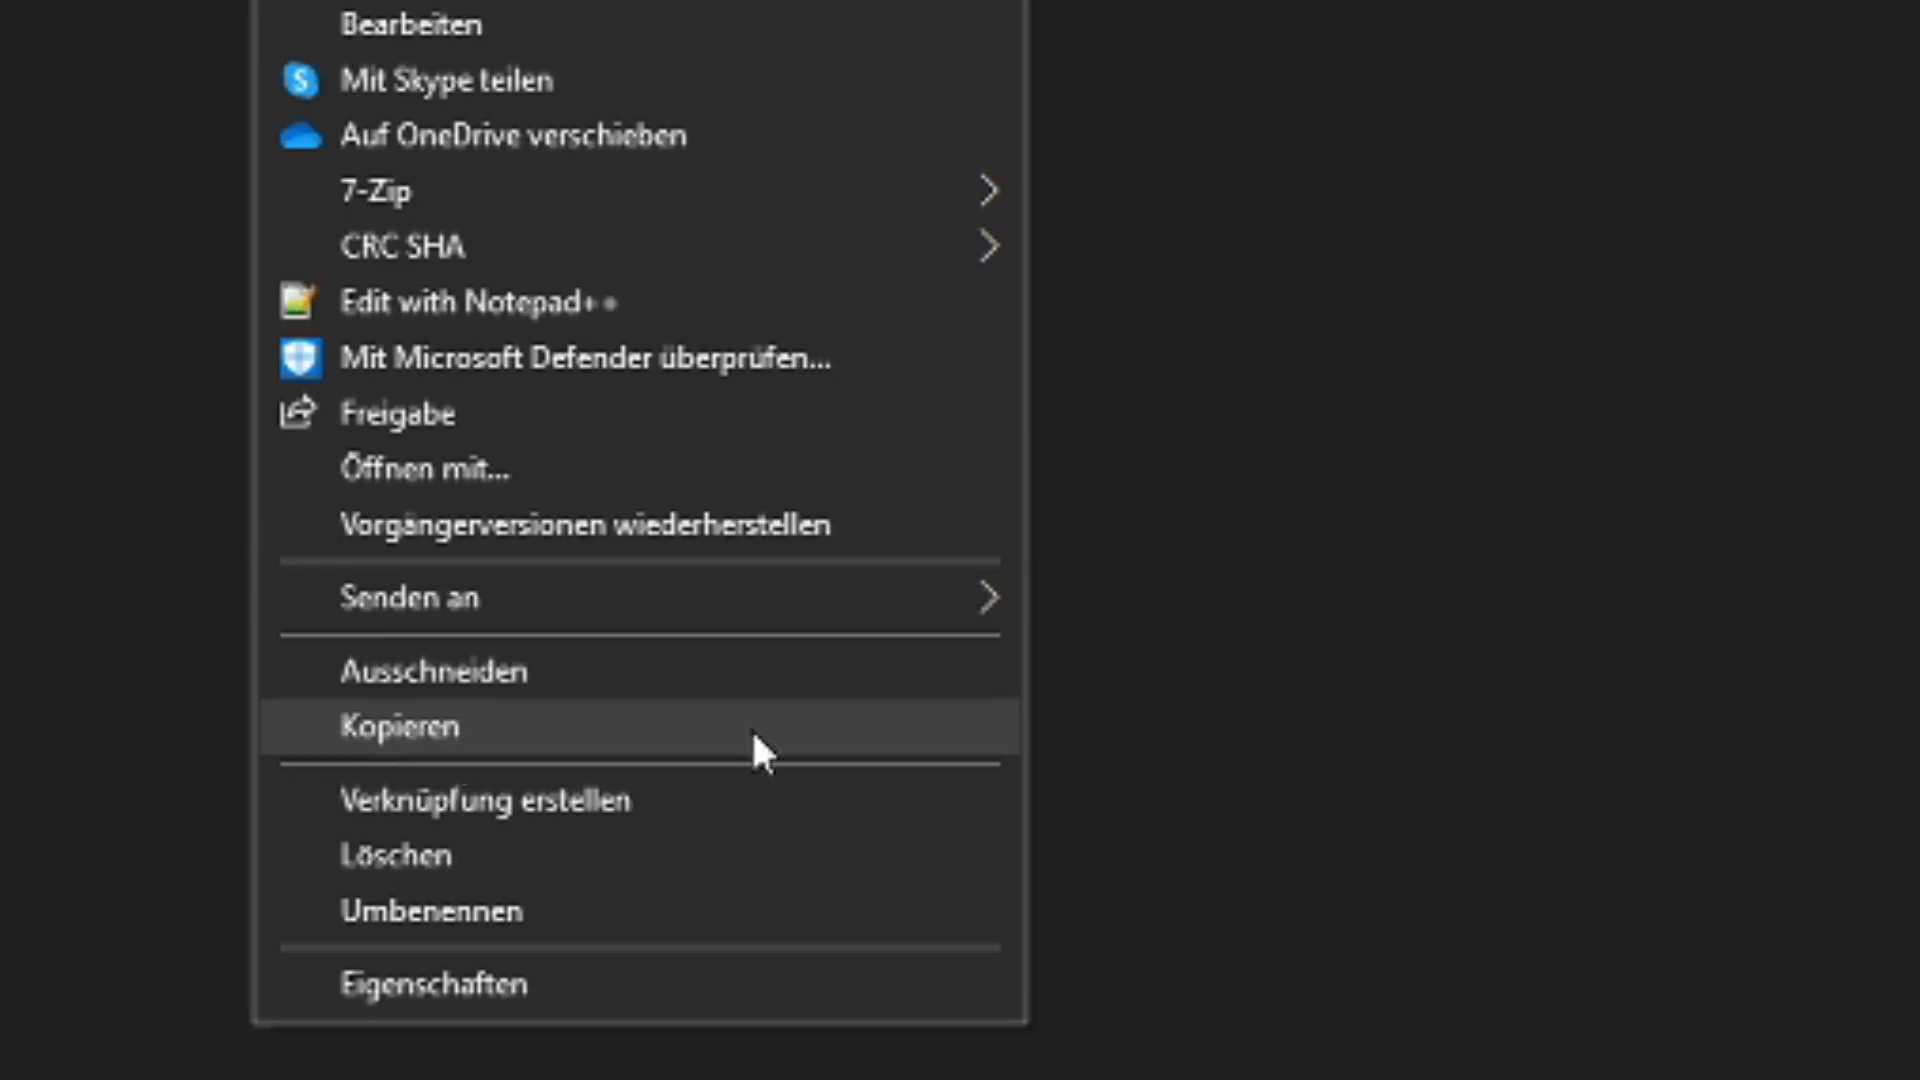 Bearbeiten
Mit Skype teilen
Auf OneDrive verschieben
7-Zip
CRC SHA
Edit with Notepad++
Mit Microsoft Defender überprüfen...
Freigabe
Öffnen mit...
Vorgängerversionen wiederherstellen
Senden an
Ausschneiden
Kopieren
Verknüpfung erstellen
Löschen
Umbenennen
Eigenschaften